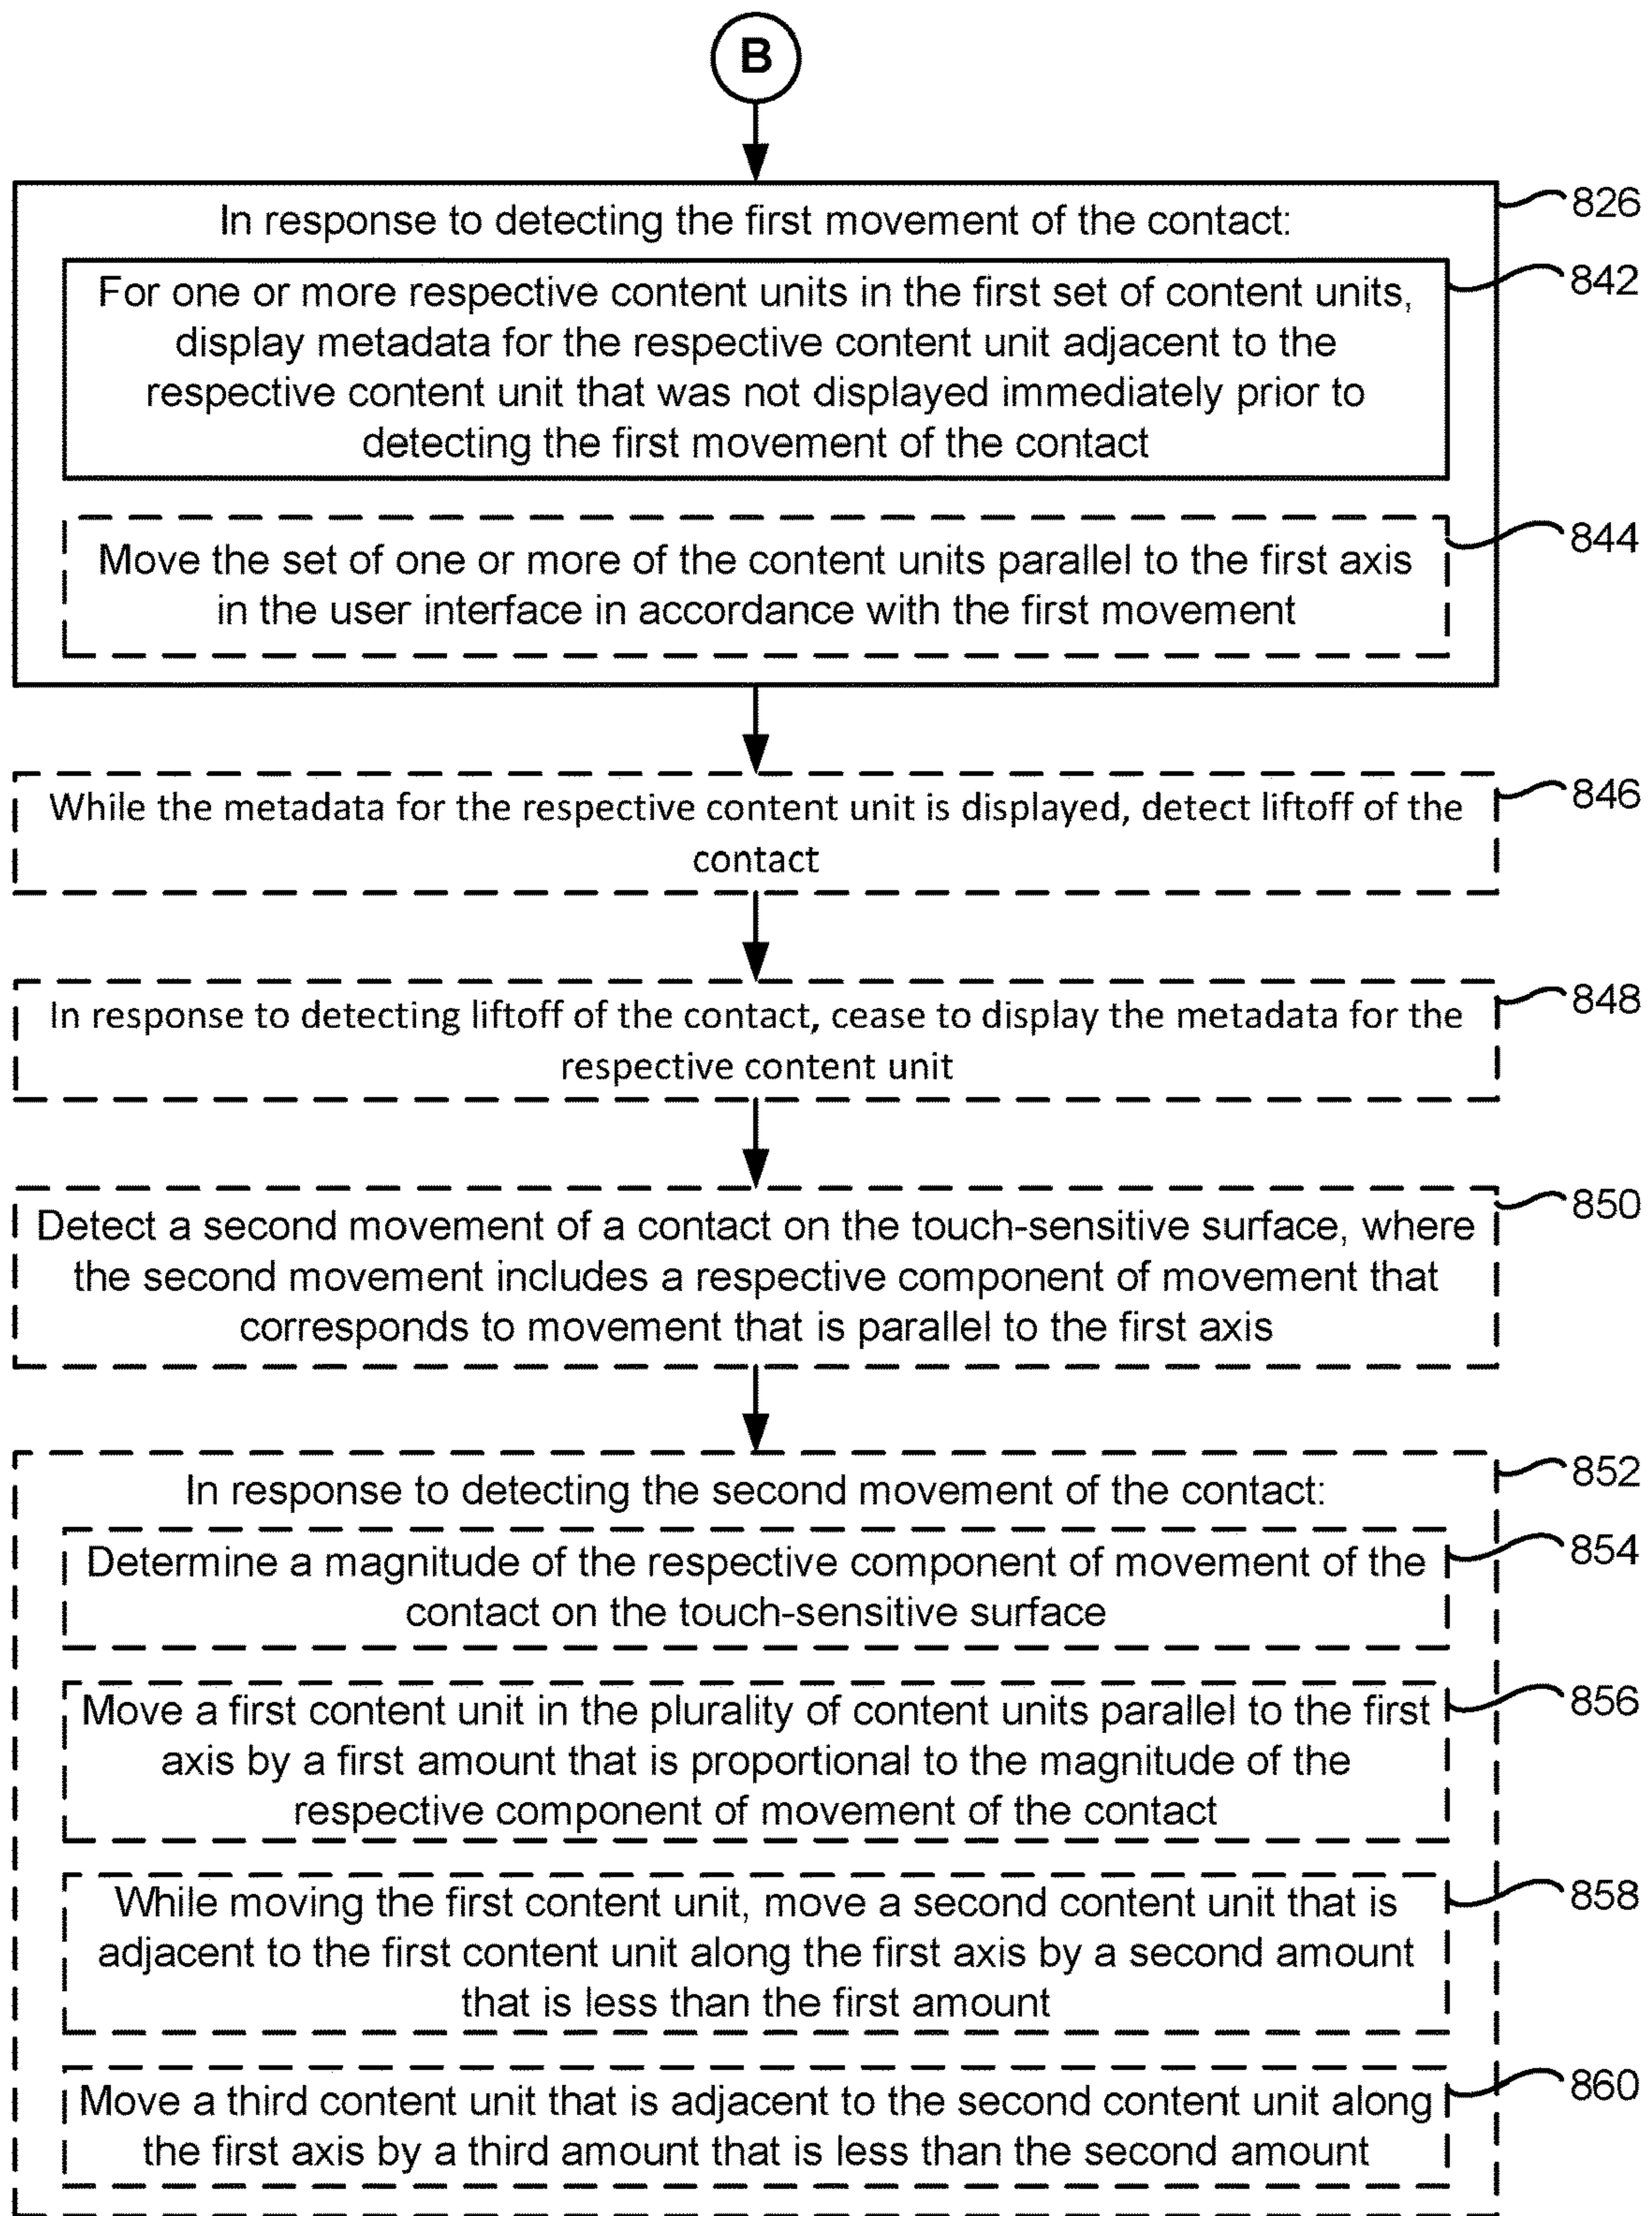 B
In response to detecting the first movement of the contact:
826
For one or more respective content units in the first set of content units,
display metadata for the respective content unit adjacent to the
respective content unit that was not displayed immediately prior to
detecting the first movement of the contact
842
Move the set of one or more of the content units parallel to the first axis
in the user interface in accordance with the first movement
844
While the metadata for the respective content unit is displayed, detect liftoff of the
contact
846
In response to detecting liftoff of the contact, cease to display the metadata for the
respective content unit
848
Detect a second movement of a contact on the touch-sensitive surface, where
the second movement includes a respective component of movement that
corresponds to movement that is parallel to the first axis
850
In response to detecting the second movement of the contact:
852
Determine a magnitude of the respective component of movement of the
contact on the touch-sensitive surface
854
Move a first content unit in the plurality of content units parallel to the first
axis by a first amount that is proportional to the magnitude of the
respective component of movement of the contact
856
While moving the first content unit, move a second content unit that is
adjacent to the first content unit along the first axis by a second amount
that is less than the first amount
858
Move a third content unit that is adjacent to the second content unit along
the first axis by a third amount that is less than the second amount
860